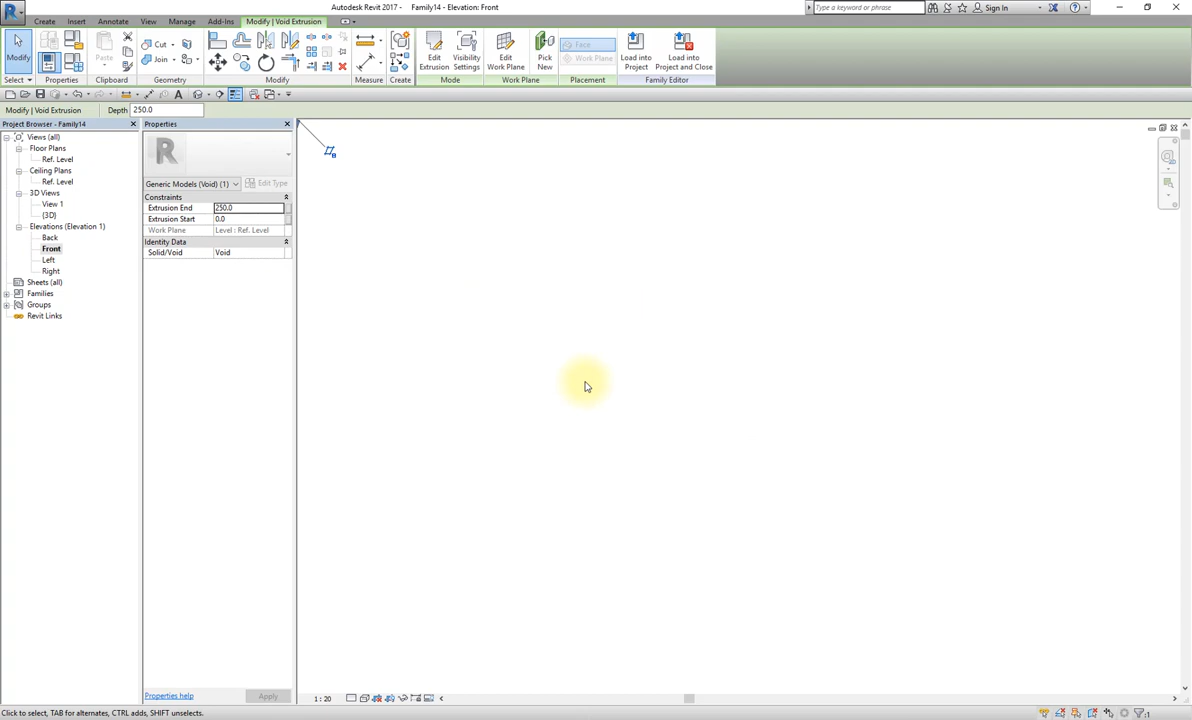 Autodesk Revit 2017 - Family14 - Elevation: Front
Type a keyword or phrase
Sign In
Create Insert Annotate View Manage Add-Ins Modify | Void Extrusion
Modify
Paste
Cut
Join
Edit Extrusion
Visibility Settings
Edit Work Plane
Pick New
Face
Work Plane
Load into Project
Load into Project and Close
Select Properties Clipboard Geometry Modify Measure Create Mode Work Plane Placement Family Editor
Modify | Void Extrusion Depth 250.0
Project Browser - Family14
Views (all)
Floor Plans
Ref. Level
Ceiling Plans
Ref. Level
3D Views
View 1
{3D}
Elevations (Elevation 1)
Back
Front
Left
Right
Sheets (all)
Families
Groups
Revit Links
Properties
Generic Models (Void) (1) Edit Type
Constraints
Extrusion End 250.0
Extrusion Start 0.0
Work Plane Level : Ref. Level
Identity Data
Solid/Void Void
Properties help Apply
1 : 20
Click to select, TAB for alternates, CTRL adds, SHIFT unselects.
:1